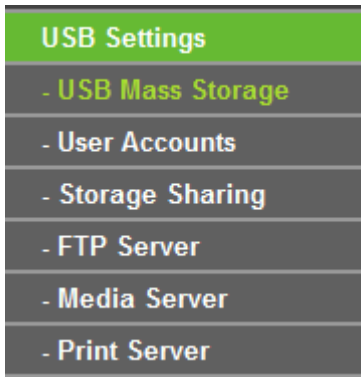 USB Settings
- USB Mass Storage
- User Accounts
- Storage Sharing
- FTP Server
- Media Server
- Print Server